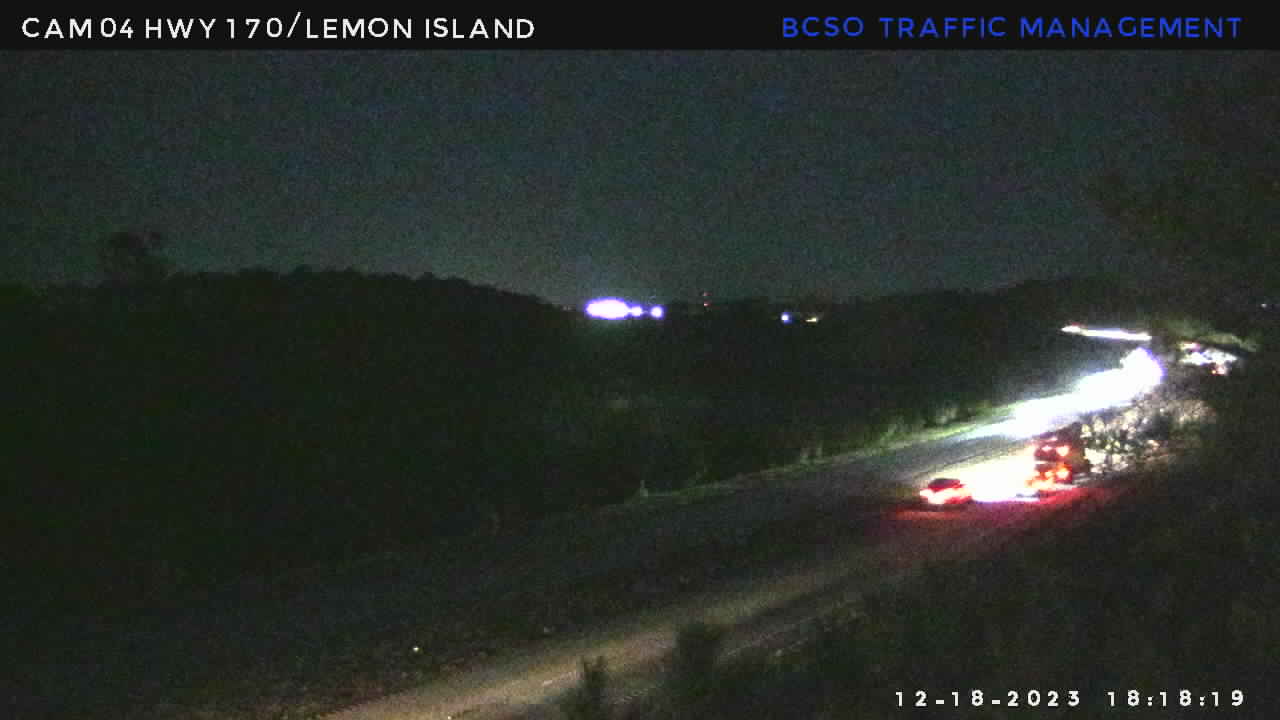 CAM04 HWY 170/LEMON ISLAND
BCSO TRAFFIC MANAGEMENT
12-18-2023 18:18:19